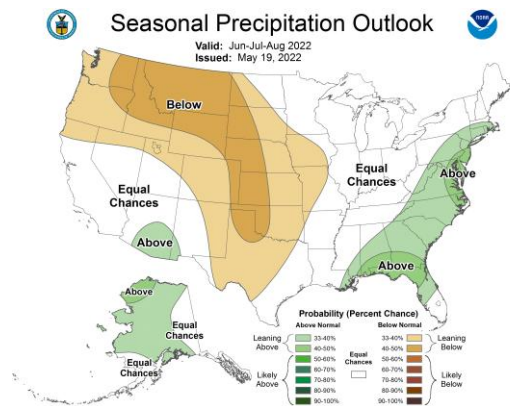 Seasonal Precipitation Outlook
noaa
Valid: Jun-Jul-Aug 2022
Issued: May 19, 2022
Below
Equal
Chances
Above
Equal
Chances
Above
Above
Above
Equal
Chances
Equal
Chances
Probability (Percent Chance)
Above Normal
Below Normal
Leaning
Above
33-40%
40-50%
Likely
Above
50-60%
60-70%
70-80%
80-90%
90-100%
Equal
Chances
33-40%
40-50%
Leaning
Below
50-60%
60-70%
70-80%
80-90%
90-100%
Likely
Below